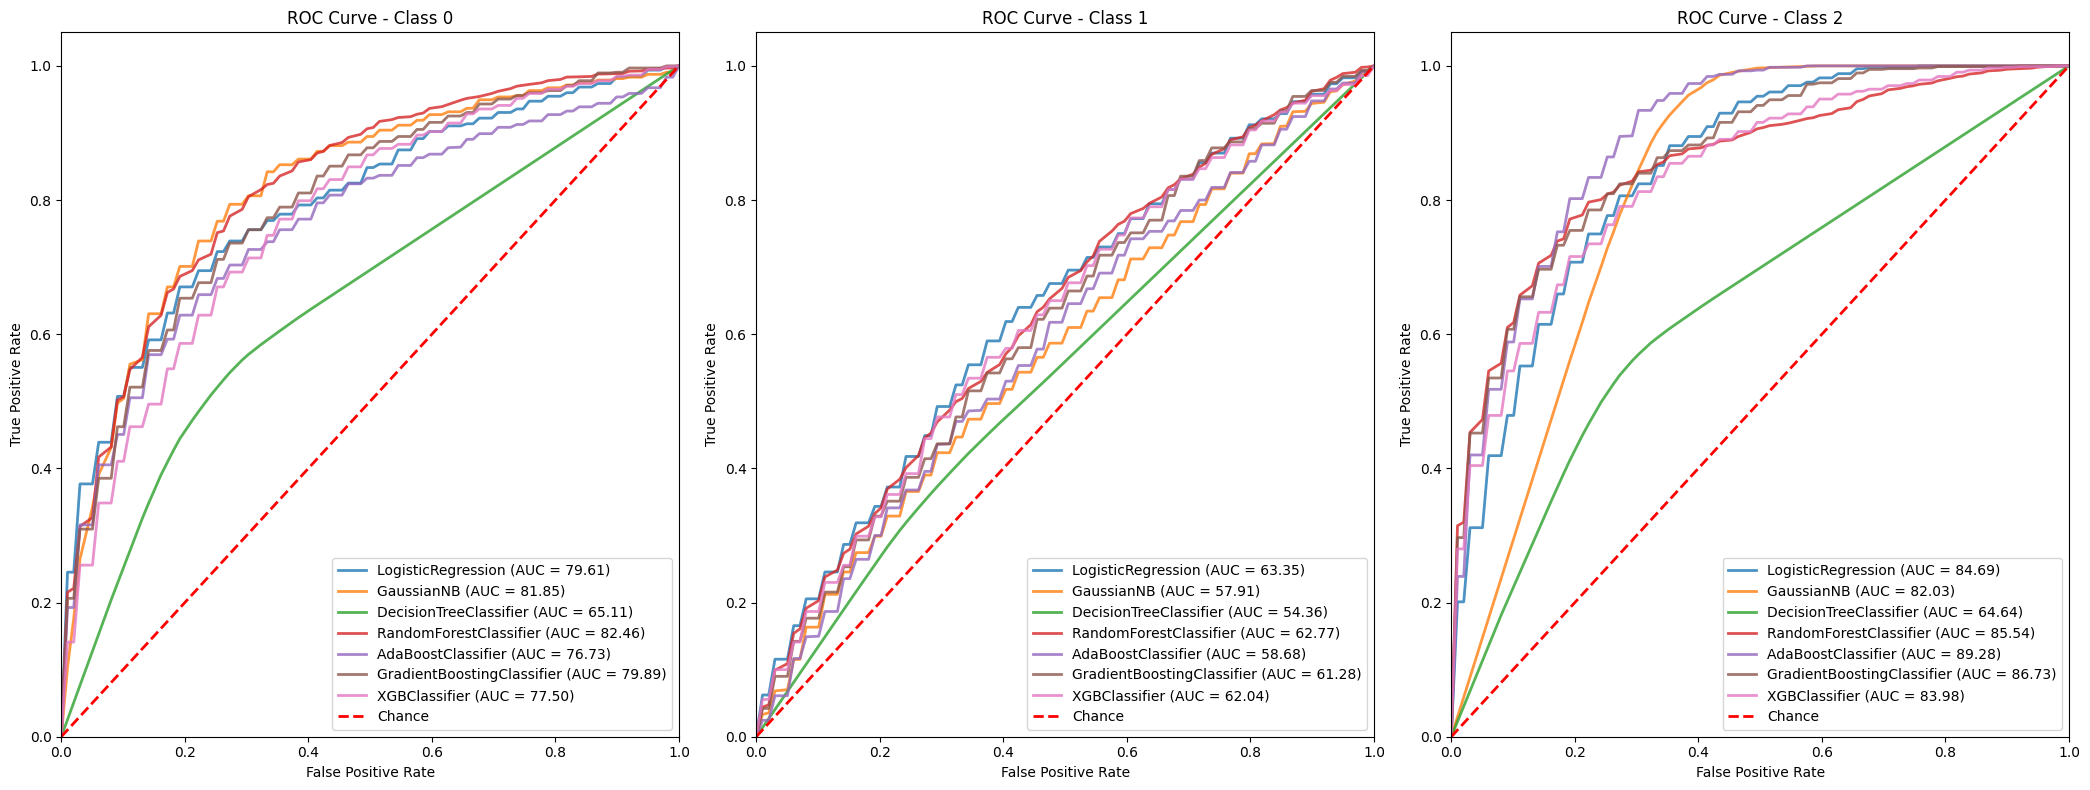 ROC Curve - Class 0
True Positive Rate
1.0
0.8
0.6
0.4
0.2
0.0
LogisticRegression (AUC = 79.61)
GaussianNB (AUC = 81.85)
DecisionTreeClassifier (AUC = 65.11)
RandomForestClassifier (AUC = 82.46)
AdaBoostClassifier (AUC = 76.73)
GradientBoostingClassifier (AUC = 79.89)
XGBClassifier (AUC = 77.50)
Chance
0.0 0.2 0.4 0.6 0.8 1.0
False Positive Rate
ROC Curve - Class 1
True Positive Rate
1.0
0.8
0.6
0.4
0.2
0.0
LogisticRegression (AUC = 63.35)
GaussianNB (AUC = 57.91)
DecisionTreeClassifier (AUC = 54.36)
RandomForestClassifier (AUC = 62.77)
AdaBoostClassifier (AUC = 58.68)
GradientBoostingClassifier (AUC = 61.28)
XGBClassifier (AUC = 62.04)
Chance
0.0 0.2 0.4 0.6 0.8 1.0
False Positive Rate
ROC Curve - Class 2
True Positive Rate
1.0
0.8
0.6
0.4
0.2
0.0
LogisticRegression (AUC = 84.69)
GaussianNB (AUC = 82.03)
DecisionTreeClassifier (AUC = 64.64)
RandomForestClassifier (AUC = 85.54)
AdaBoostClassifier (AUC = 89.28)
GradientBoostingClassifier (AUC = 86.73)
XGBClassifier (AUC = 83.98)
Chance
0.0 0.2 0.4 0.6 0.8 1.0
False Positive Rate